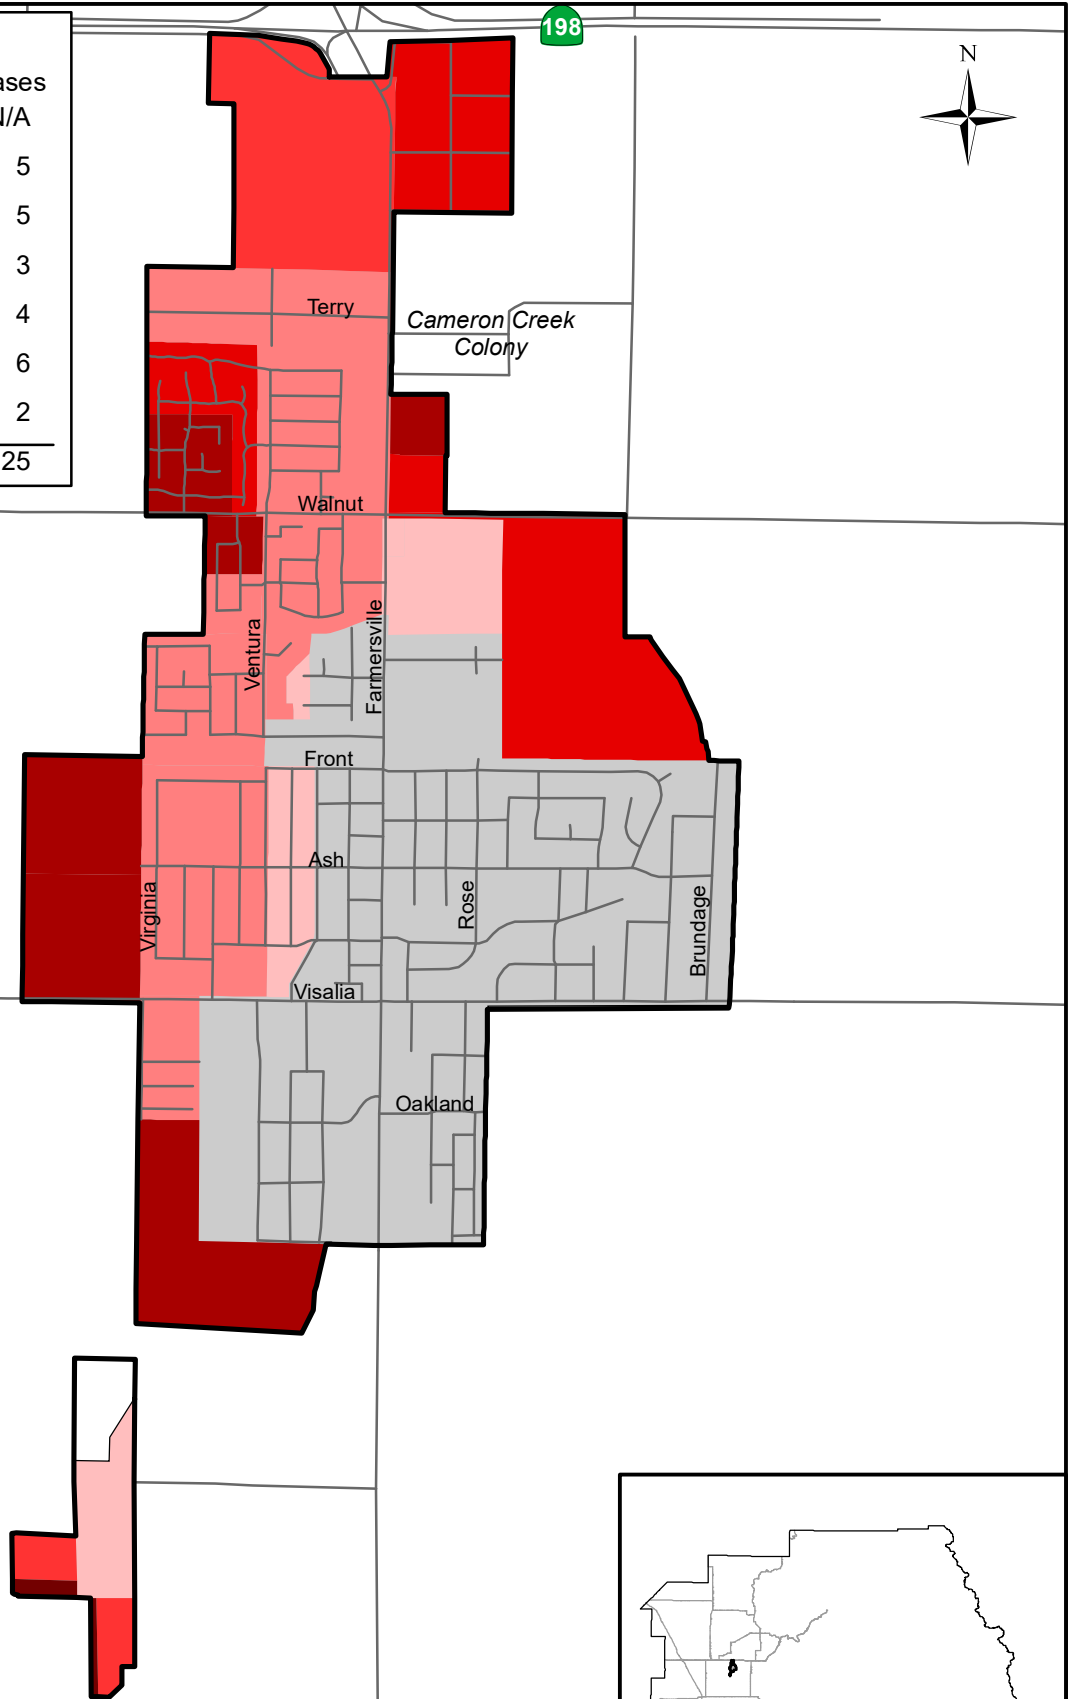 198
N
5
5
3
4
6
2
25
Terry
Cameron Creek
Colony
Walnut
Ventura
Farmersville
Front
Ash
Virginia
Rose
Brundage
Visalia
Oakland